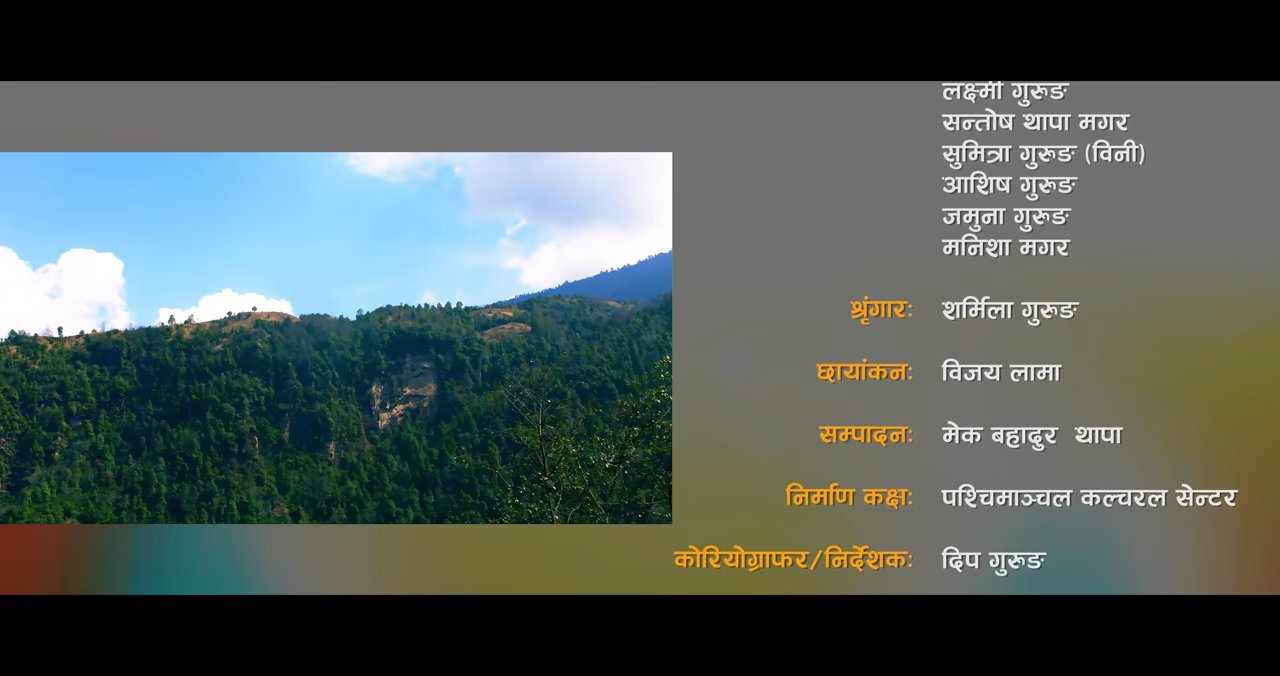 लक्ष्मी गुरूङ
सन्तोष थापा मगर
सुमित्रा गुरूङ (विनी)
आशिष गुरूङ
जमुना गुरूङ
मनिशा मगर
श्रृंगार: शर्मिला गुरूङ
छायांकन: विजय लामा
सम्पादन: मेक बहादुर थापा
निर्माण कक्ष: पश्चिमाञ्चल कल्चरल सेन्टर
कोरियोग्राफर/निर्देशक: दिप गुरूङ